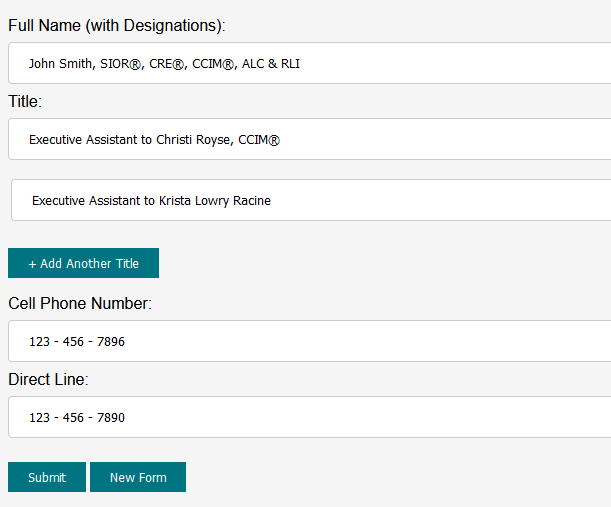 Full Name (with Designations):
John Smith, SIOR®, CRE®, CCIM®, ALC & RLI
Title:
Executive Assistant to Christi Royse, CCIM®
Executive Assistant to Krista Lowry Racine
+ Add Another Title
Cell Phone Number:
123 - 456 - 7896
Direct Line:
123 - 456 - 7890
Submit New Form